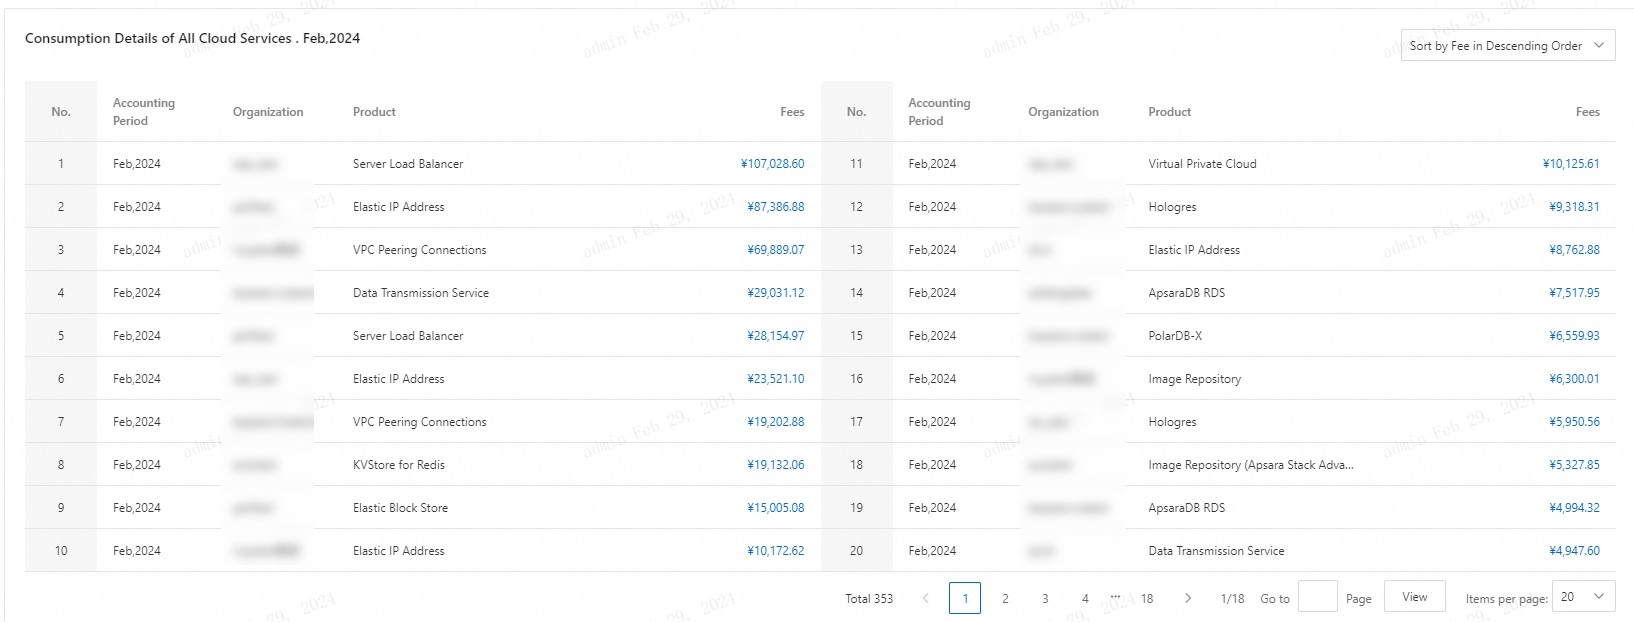 Consumption Details of All Cloud Services . Feb,2024
Sort by Fee in Descending Order
No. Accounting Period Organization Product Fees No. Accounting Period Organization Product Fees
1 Feb,2024 Server Load Balancer ¥107,028.60 11 Feb,2024 Virtual Private Cloud ¥10,125.61
2 Feb,2024 Elastic IP Address ¥87,386.88 12 Feb,2024 Hologres ¥9,318.31
3 Feb,2024 VPC Peering Connections ¥69,889.07 13 Feb,2024 Elastic IP Address ¥8,762.88
4 Feb,2024 Data Transmission Service ¥29,031.12 14 Feb,2024 ApsaraDB RDS ¥7,517.95
5 Feb,2024 Server Load Balancer ¥28,154.97 15 Feb,2024 PolarDB-X ¥6,559.93
6 Feb,2024 Elastic IP Address ¥23,521.10 16 Feb,2024 Image Repository ¥6,300.01
7 Feb,2024 VPC Peering Connections ¥19,202.88 17 Feb,2024 Hologres ¥5,950.56
8 Feb,2024 KVStore for Redis ¥19,132.06 18 Feb,2024 Image Repository (Apsara Stack Adva... ¥5,327.85
9 Feb,2024 Elastic Block Store ¥15,005.08 19 Feb,2024 ApsaraDB RDS ¥4,994.32
10 Feb,2024 Elastic IP Address ¥10,172.62 20 Feb,2024 Data Transmission Service ¥4,947.60
Total 353 1 2 3 4 ··· 18 1/18 Go to Page View Items per page: 20
admin Feb 29, 2024